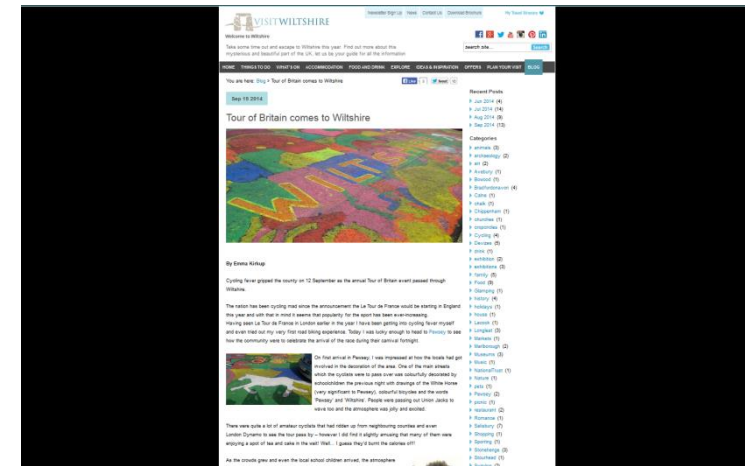 Newsletter Sign Up News Contact Us Download Brochure
VISITWILTSHIRE
Welcome to Wiltshire
Take some time out and escape to Wiltshire this year. Find out more about this
mysterious and beautiful part of the UK, let us be your guide for all the information
search site...
Search
HOME THINGS TO DO WHAT'S ON ACCOMMODATION FOOD AND DRINK EXPLORE IDEAS & INSPIRATION OFFERS PLAN YOUR VISIT BLOG
You are here: Blog > Tour of Britain comes to Wiltshire
Sep 15 2014
Tour of Britain comes to Wiltshire
WILT
By Emma Kirkup
Cycling fever gripped the county on 12 September as the annual Tour of Britain event passed through
Wiltshire.
The nation has been cycling mad since the announcement the Le Tour de France would be starting in England
this year and with that in mind it seems that popularity for the sport has been ever-increasing.
Having seen Le Tour de France in London earlier in the year I have been getting into cycling fever myself
and even tried out my very first road biking experience. Today I was lucky enough to head to Pewsey to see
how the community were to celebrate the arrival of the race during their carnival fortnight.
On first arrival in Pewsey, I was impressed at how the locals had got
involved in the decoration of the area. One of the main streets
which the cyclists were to pass over was colourfully decorated by
schoolchildren the previous night with drawings of the White Horse
(very significant to Pewsey), colourful bicycles and the words
'Pewsey' and 'Wiltshire'. People were passing out Union Jacks to
wave too and the atmosphere was jolly and excited.
There were quite a lot of amateur cyclists that had ridden up from neighbouring counties and even
London Dynamo to see the tour pass by – however I did find it slightly amusing that many of them were
enjoying a spot of tea and cake in the wait! Well... I guess they'd burnt the calories off!!
As the crowds grew and even the local school children arrived, the atmosphere
Recent Posts
Jun 2014 (4)
Jul 2014 (14)
Aug 2014 (9)
Sep 2014 (13)
Categories
animals (3)
archaeology (2)
art (2)
Avebury (1)
Bowood (1)
Bradfordonavon (4)
Calne (1)
chalk (1)
Chippenham (1)
churches (1)
Cycling (4)
Devizes (5)
exhibition (2)
exhibitions (3)
family (5)
Food (8)
Glamping (1)
history (4)
holidays (1)
Lacock (1)
Longleat (3)
Markets (1)
Marlborough (2)
Museums (3)
Music (1)
NationalTrust (1)
Nature (1)
pets (1)
Pewsey (2)
picnic (1)
restaurant (2)
Romance (1)
Salisbury (7)
Shopping (1)
Sporting (1)
Stonehenge (3)
Stourhead (1)